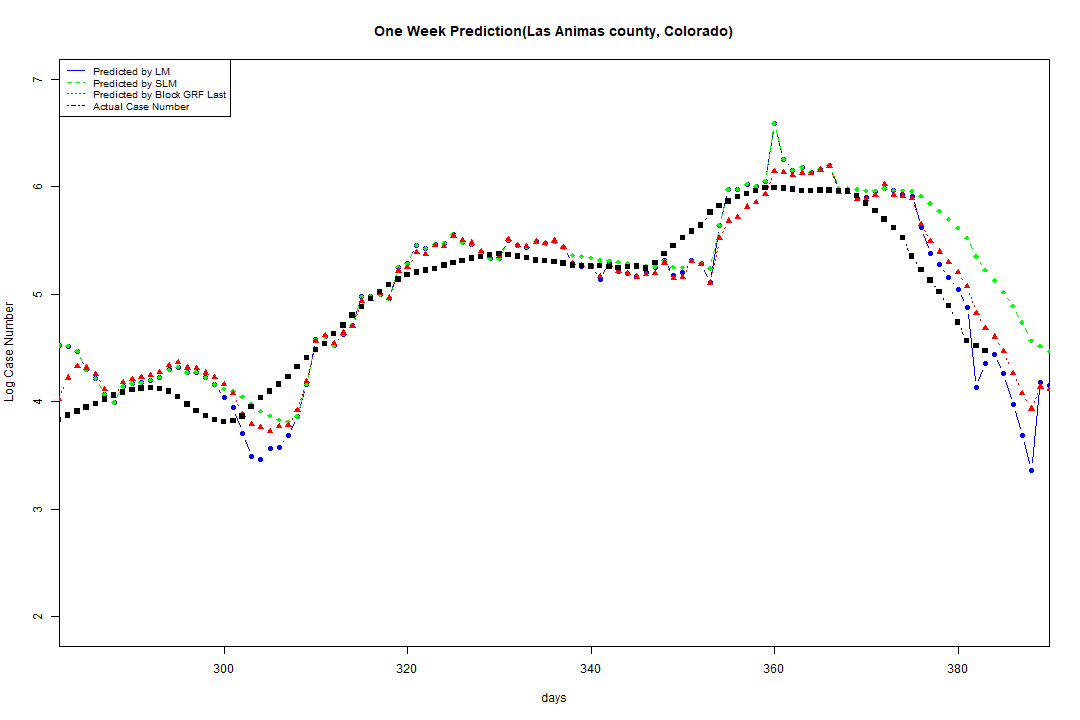 One Week Prediction(Las Animas county, Colorado)
Predicted by LM
Predicted by SLM
Predicted by Block GRF Last
Actual Case Number
7
6
5
4
3
2
Log Case Number
300 320 340 360 380
days